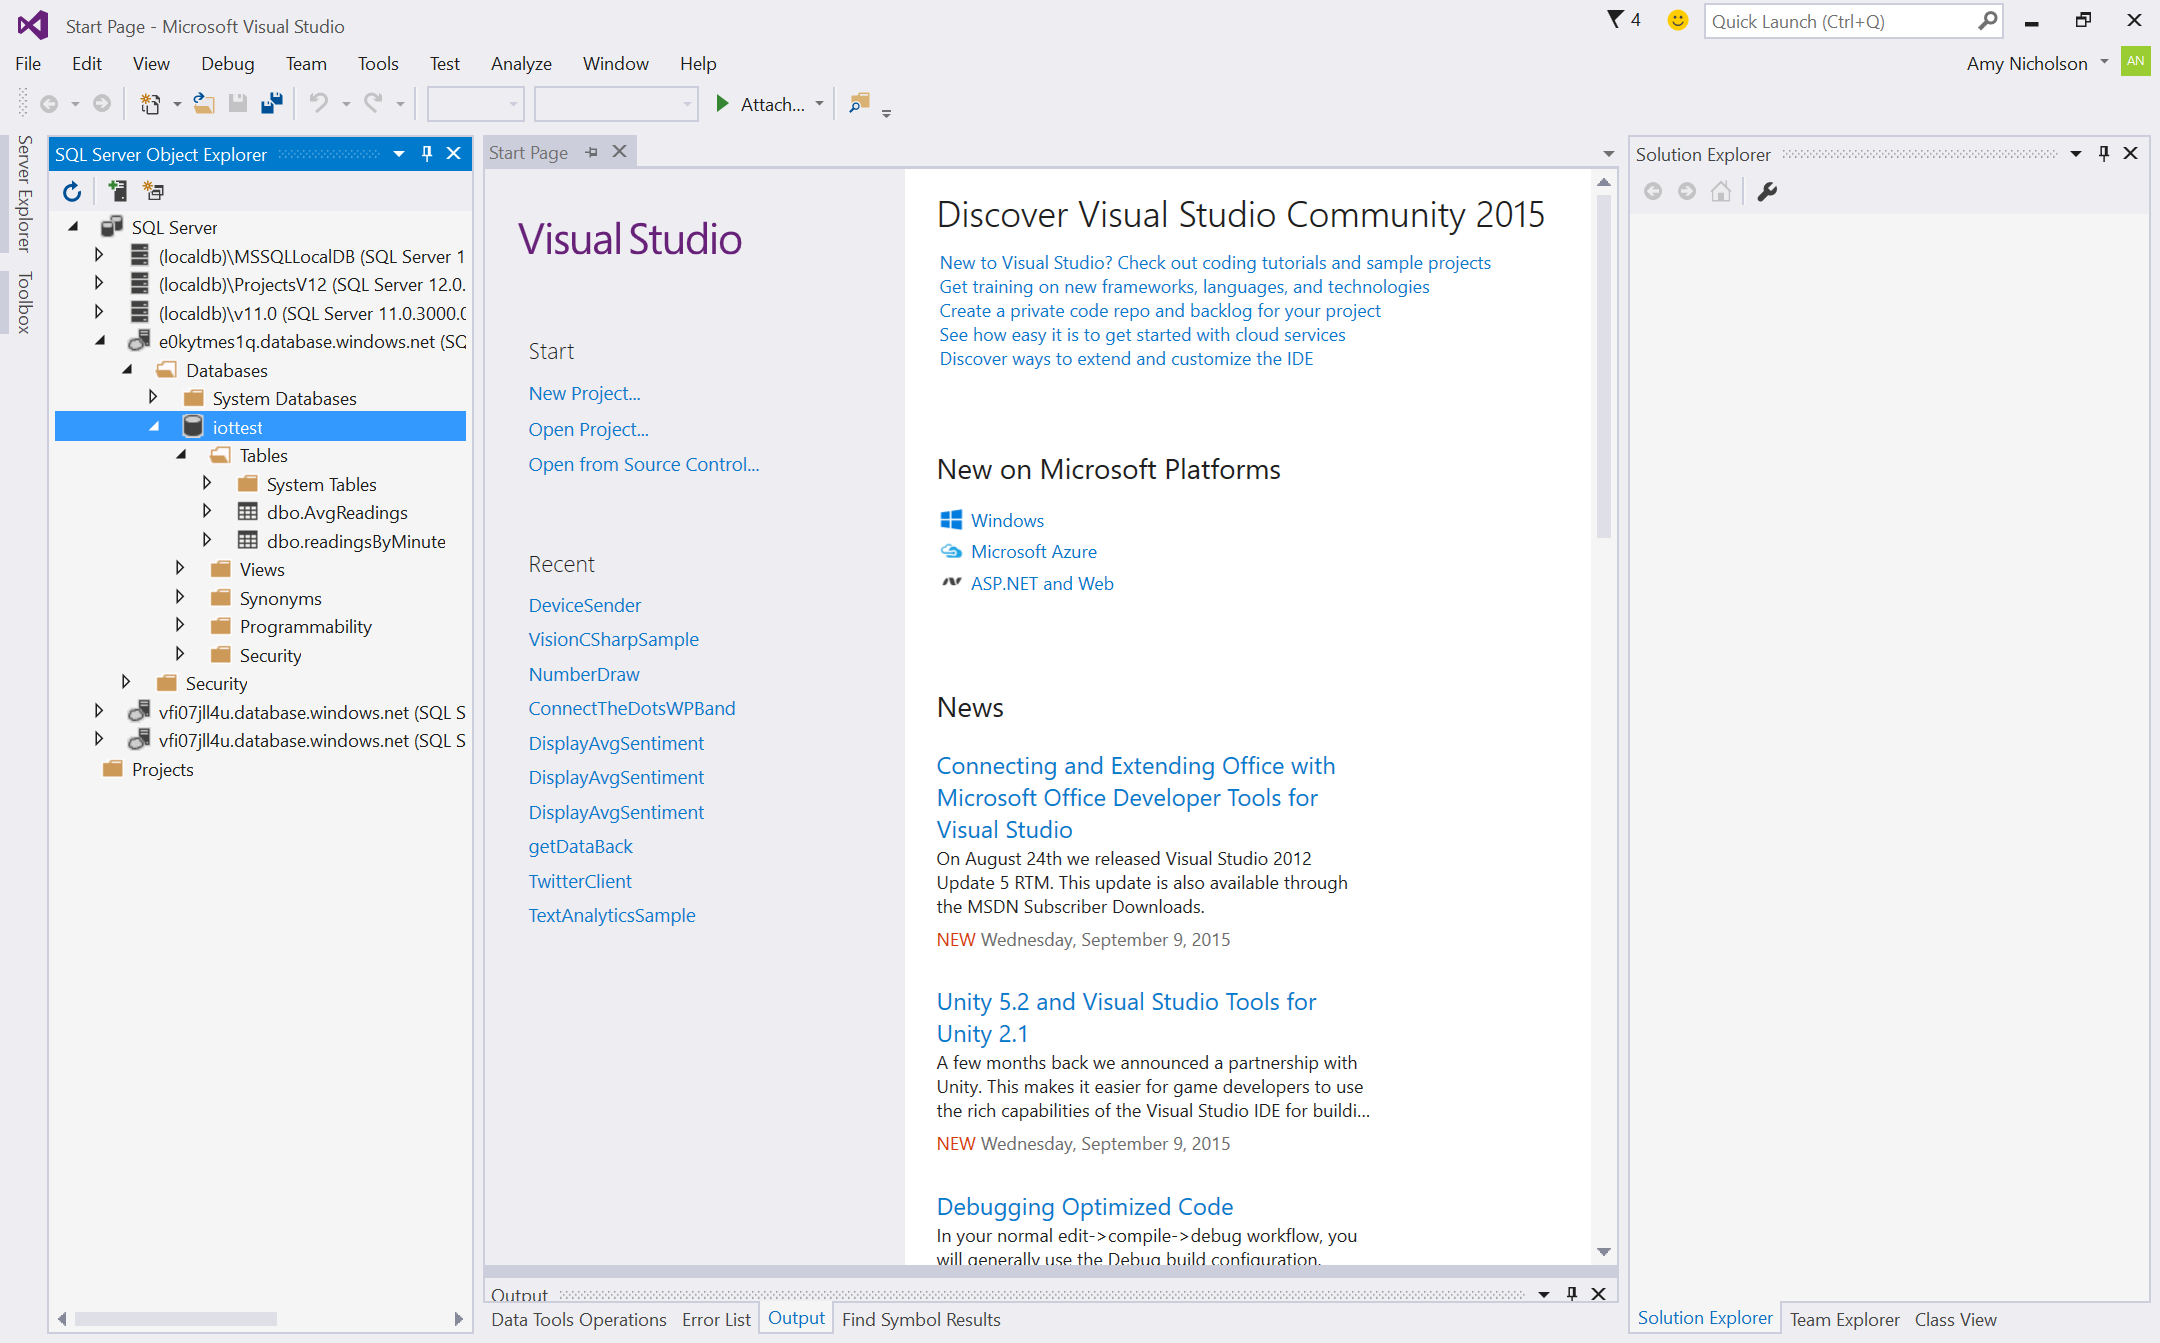 Start Page - Microsoft Visual Studio
4
Quick Launch (Ctrl+Q)
File Edit View Debug Team Tools Test Analyze Window Help
Amy Nicholson
AN
Attach...
Server Explorer
Toolbox
SQL Server Object Explorer
SQL Server
(localdb)\MSSQLLocalDB (SQL Server 1
(localdb)\ProjectsV12 (SQL Server 12.0.
(localdb)\v11.0 (SQL Server 11.0.3000.0
e0kytmes1q.database.windows.net (SQ
Databases
System Databases
iottest
Tables
System Tables
dbo.AvgReadings
dbo.readingsByMinute
Views
Synonyms
Programmability
Security
Security
vfi07jll4u.database.windows.net (SQL S
vfi07jll4u.database.windows.net (SQL S
Projects
Start Page
Visual Studio
Start
New Project...
Open Project...
Open from Source Control...
Recent
DeviceSender
VisionCSharpSample
NumberDraw
ConnectTheDotsWPBand
DisplayAvgSentiment
DisplayAvgSentiment
DisplayAvgSentiment
getDataBack
TwitterClient
TextAnalyticsSample
Discover Visual Studio Community 2015
New to Visual Studio? Check out coding tutorials and sample projects
Get training on new frameworks, languages, and technologies
Create a private code repo and backlog for your project
See how easy it is to get started with cloud services
Discover ways to extend and customize the IDE
New on Microsoft Platforms
Windows
Microsoft Azure
ASP.NET and Web
News
Connecting and Extending Office with
Microsoft Office Developer Tools for
Visual Studio
On August 24th we released Visual Studio 2012
Update 5 RTM. This update is also available through
the MSDN Subscriber Downloads.
NEW Wednesday, September 9, 2015
Unity 5.2 and Visual Studio Tools for
Unity 2.1
A few months back we announced a partnership with
Unity. This makes it easier for game developers to use
the rich capabilities of the Visual Studio IDE for buildi...
NEW Wednesday, September 9, 2015
Debugging Optimized Code
In your normal edit->compile->debug workflow, you
will generally use the Debug build configuration.
Output
Data Tools Operations Error List Output Find Symbol Results
Solution Explorer
Solution Explorer Team Explorer Class View